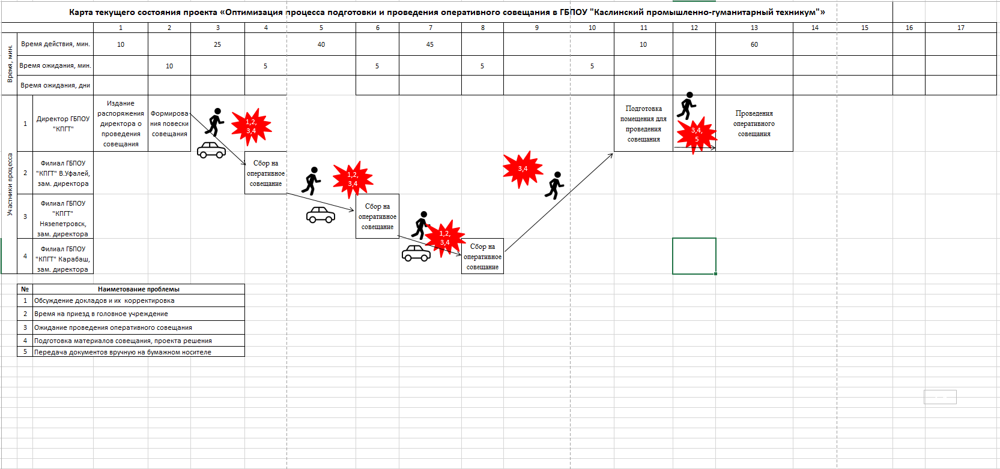 Карта текущего состояния проекта «Оптимизация процесса подготовки и проведения оперативного совещания в ГБПОУ "Каслинский промышленно-гуманитарный техникум"»
1 2 3 4 5 6 7 8 9 10 11 12 13 14 15 16 17
Время, мин.
Время действия, мин. 10 25 40 45 10 60
Время ожидания, мин. 10 5 5 5 5
Время ожидания, дни
Участники процесса
1
Директор ГБПОУ
"КПГТ"
Издание
распоряжения
директора о
проведения
совещания
Формирова
ния повески
совещания
1,2,
3,4
Подготовка
помещения для
проведения
совещания
3,4,
5
Проведения
оперативного
совещания
2
Филиал ГБПОУ
"КПГТ" В.Уфалей,
зам. директора
Сбор на
оперативное
совещание
1,2,
3,4
3,4
3
Филиал ГБПОУ
"КПГТ"
Нязепетровск,
зам. директора
Сбор на
оперативное
совещание
1,2,
3,4
4
Филиал ГБПОУ
"КПГТ" Карабаш,
зам. директора
Сбор на
оперативное
совещание
№ Наиметование проблемы
1 Обсуждение докладов и их корректировка
2 Время на приезд в головное учреждение
3 Ожидание проведения оперативного совещания
4 Подготовка материалов совещания, проекта решения
5 Передача документов вручную на бумажном носителе